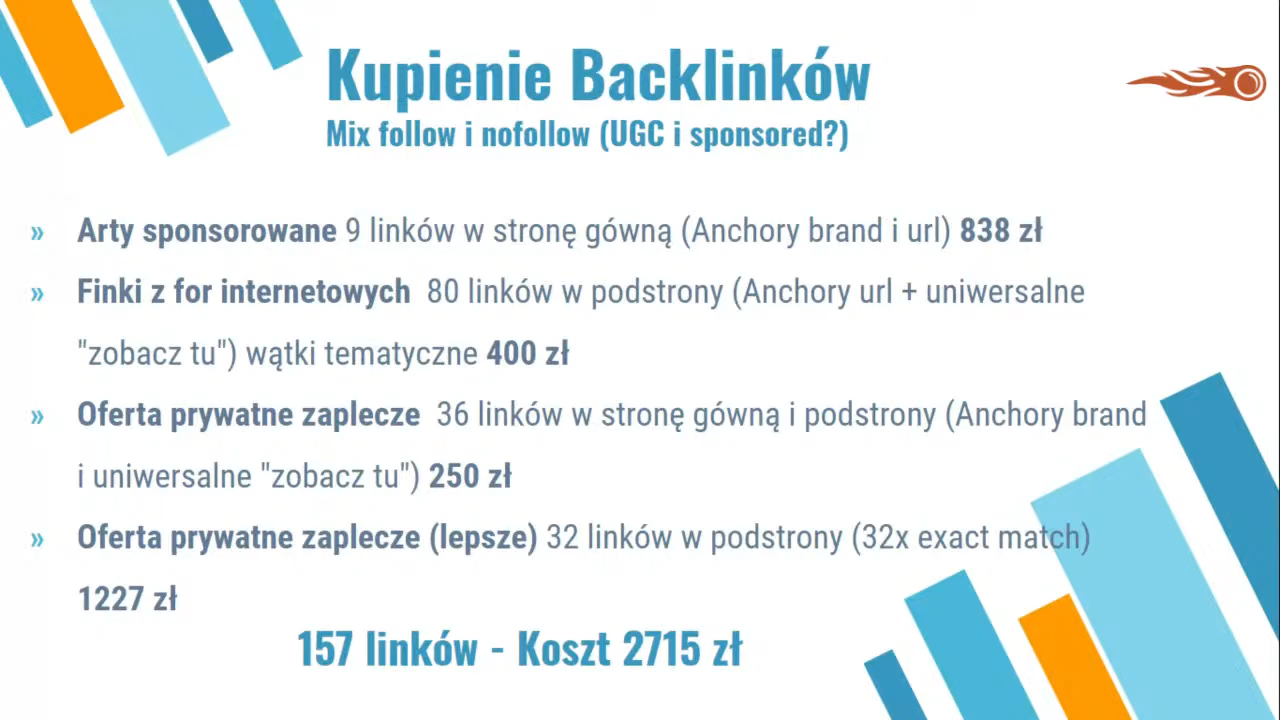 Kupienie Backlinków
Mix follow i nofollow (UGC i sponsored?)
» Arty sponsorowane 9 linków w stronę gówną (Anchory brand i url) 838 zł
» Finki z for internetowych 80 linków w podstrony (Anchory url + uniwersalne
"zobacz tu") wątki tematyczne 400 zł
» Oferta prywatne zaplecze 36 linków w stronę gówną i podstrony (Anchory brand
i uniwersalne "zobacz tu") 250 zł
» Oferta prywatne zaplecze (lepsze) 32 linków w podstrony (32x exact match)
1227 zł
157 linków - Koszt 2715 zł